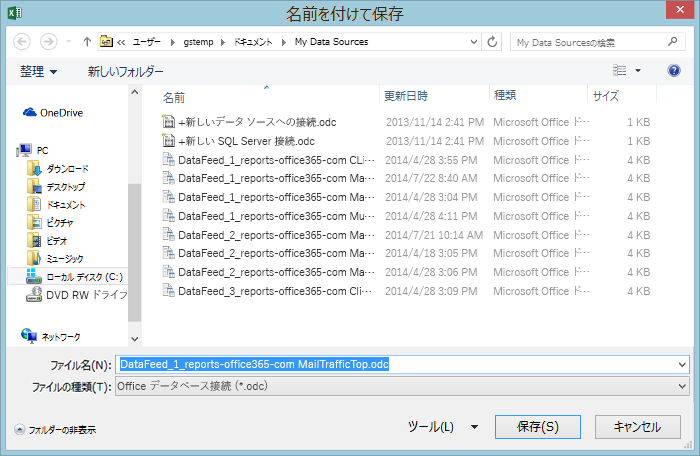 名前を付けて保存
« ユーザー › gstemp › ドキュメント › My Data Sources
My Data Sourcesの検索
整理 新しいフォルダー
名前 更新日時 種類 サイズ
OneDrive
PC
ダウンロード
デスクトップ
ドキュメント
ピクチャ
ビデオ
ミュージック
ローカル ディスク (C:)
DVD RW ドライブ
ネットワーク
+新しいデータ ソースへの接続.odc 2013/11/14 2:41 PM Microsoft Office ド… 1 KB
+新しい SQL Server 接続.odc 2013/11/14 2:41 PM Microsoft Office ド… 1 KB
DataFeed_1_reports-office365-com CLi… 2014/4/28 3:55 PM Microsoft Office ド… 4 KB
DataFeed_1_reports-office365-com Ma… 2014/7/22 8:40 AM Microsoft Office ド… 4 KB
DataFeed_1_reports-office365-com Ma… 2014/4/28 3:04 PM Microsoft Office ド… 4 KB
DataFeed_1_reports-office365-com Mu… 2014/4/28 4:11 PM Microsoft Office ド… 4 KB
DataFeed_2_reports-office365-com Ma… 2014/7/21 10:14 AM Microsoft Office ド… 4 KB
DataFeed_2_reports-office365-com Ma… 2014/4/18 3:05 PM Microsoft Office ド… 4 KB
DataFeed_2_reports-office365-com Ma… 2014/4/28 3:06 PM Microsoft Office ド… 4 KB
DataFeed_3_reports-office365-com Cli… 2014/4/28 3:09 PM Microsoft Office ド… 4 KB
ファイル名(N): DataFeed_1_reports-office365-com MailTrafficTop.odc
ファイルの種類(T): Office データベース接続 (*.odc)
フォルダーの非表示 ツール(L) 保存(S) キャンセル